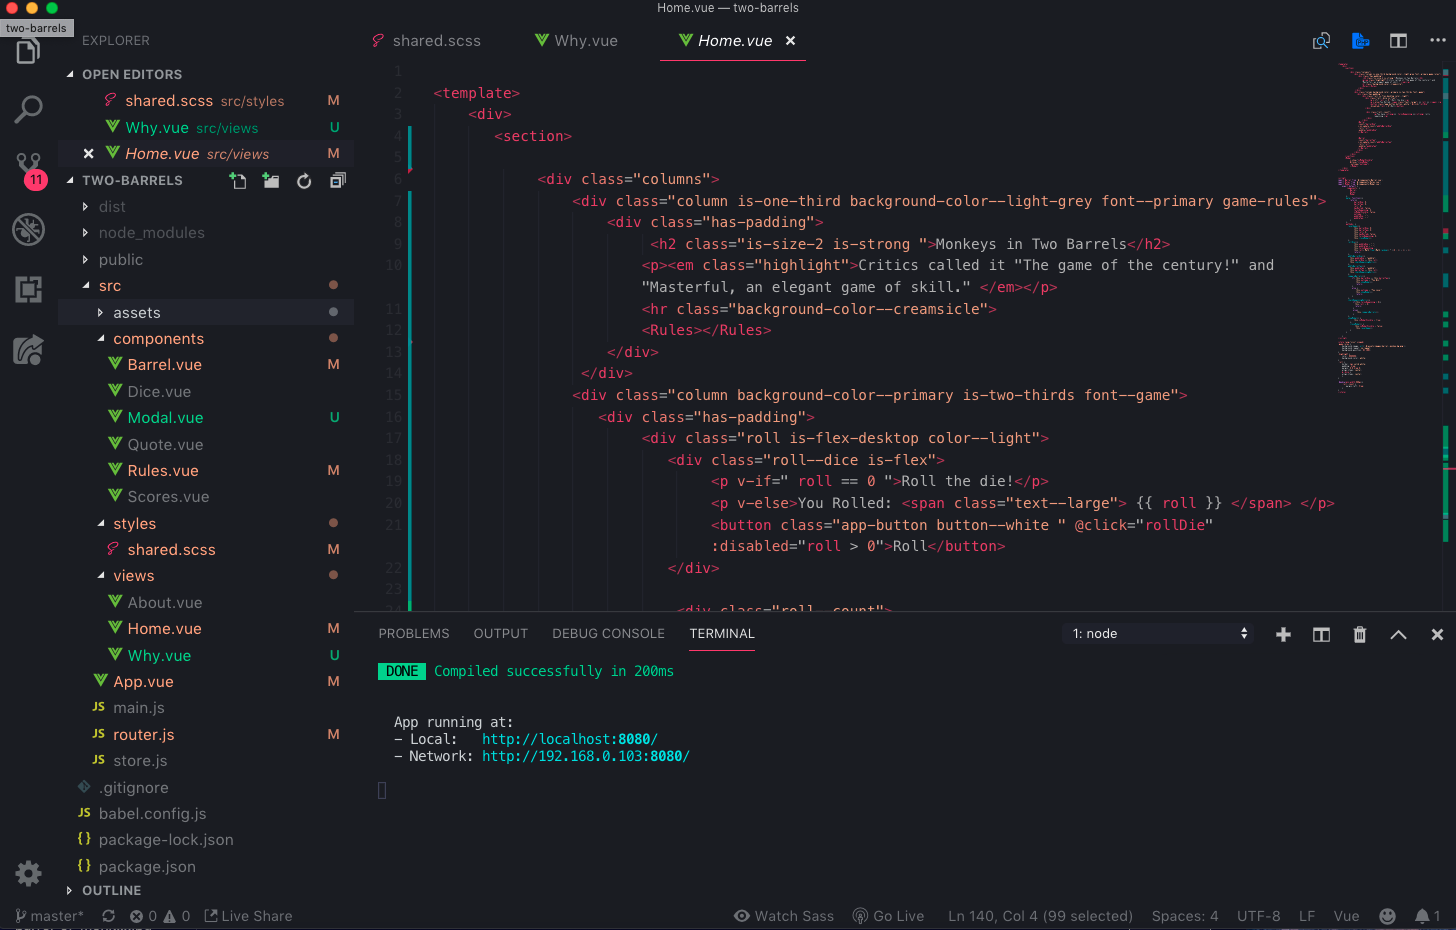 Home.vue — two-barrels
two-barrels
EXPLORER
OPEN EDITORS
shared.scss src/styles M
Why.vue src/views U
Home.vue src/views M
11
TWO-BARRELS
dist
node_modules
public
src
assets
components
Barrel.vue M
Dice.vue
Modal.vue U
Quote.vue
Rules.vue M
Scores.vue
styles
shared.scss M
views
About.vue
Home.vue M
Why.vue U
App.vue M
JS main.js
JS router.js M
JS store.js
.gitignore
JS babel.config.js
{} package-lock.json
{} package.json
OUTLINE
shared.scss Why.vue Home.vue ×
1
2 <template>
3 <div>
4 <section>
5
6 <div class="columns">
7 <div class="column is-one-third background-color--light-grey font--primary game-rules">
8 <div class="has-padding">
9 <h2 class="is-size-2 is-strong ">Monkeys in Two Barrels</h2>
10 <p><em class="highlight">Critics called it "The game of the century!" and
"Masterful, an elegant game of skill." </em></p>
11 <hr class="background-color--creamsicle">
12 <Rules></Rules>
13 </div>
14 </div>
15 <div class="column background-color--primary is-two-thirds font--game">
16 <div class="has-padding">
17 <div class="roll is-flex-desktop color--light">
18 <div class="roll--dice is-flex">
19 <p v-if=" roll == 0 ">Roll the die!</p>
20 <p v-else>You Rolled: <span class="text--large"> {{ roll }} </span> </p>
21 <button class="app-button button--white " @click="rollDie"
:disabled="roll > 0">Roll</button>
22 </div>
23
24 <div class="roll--count">
PROBLEMS OUTPUT DEBUG CONSOLE TERMINAL 1: node
DONE Compiled successfully in 200ms
App running at:
- Local: http://localhost:8080/
- Network: http://192.168.0.103:8080/
master* 0 0 Live Share Watch Sass Go Live Ln 140, Col 4 (99 selected) Spaces: 4 UTF-8 LF Vue 1